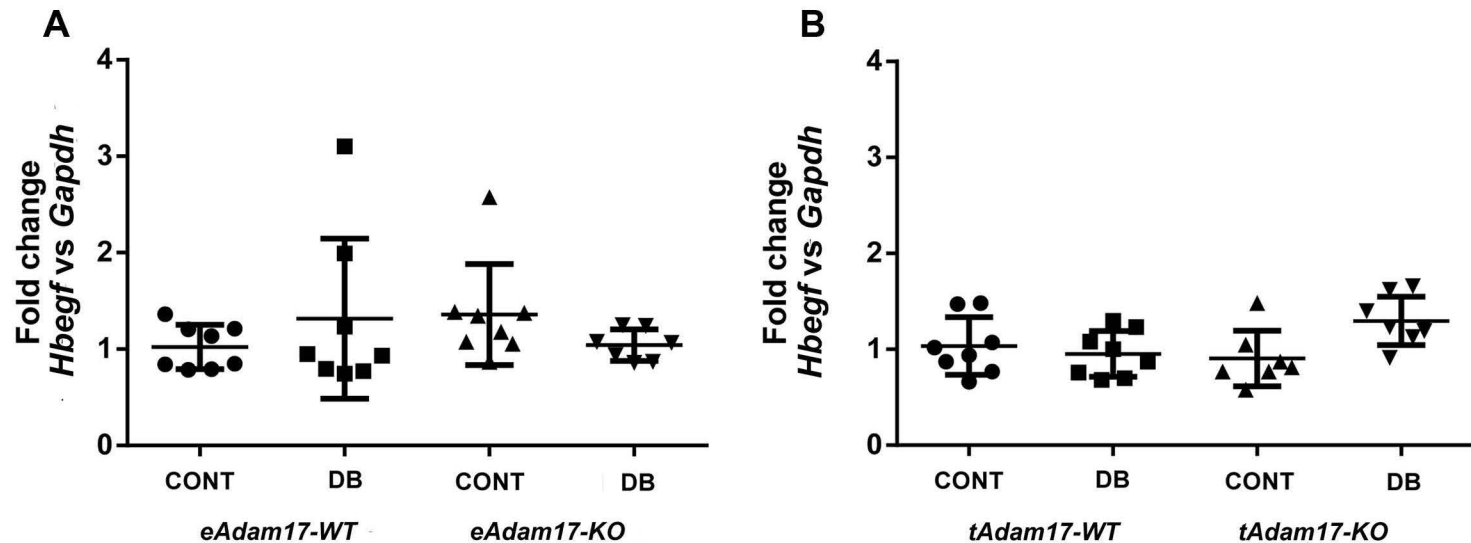 A
Fold change
Hbegf vs Gapdh
4
3
2
1
0
CONT DB CONT DB
eAdam17-WT eAdam17-KO
B
Fold change
Hbegf vs Gapdh
4
3
2
1
0
CONT DB CONT DB
tAdam17-WT tAdam17-KO